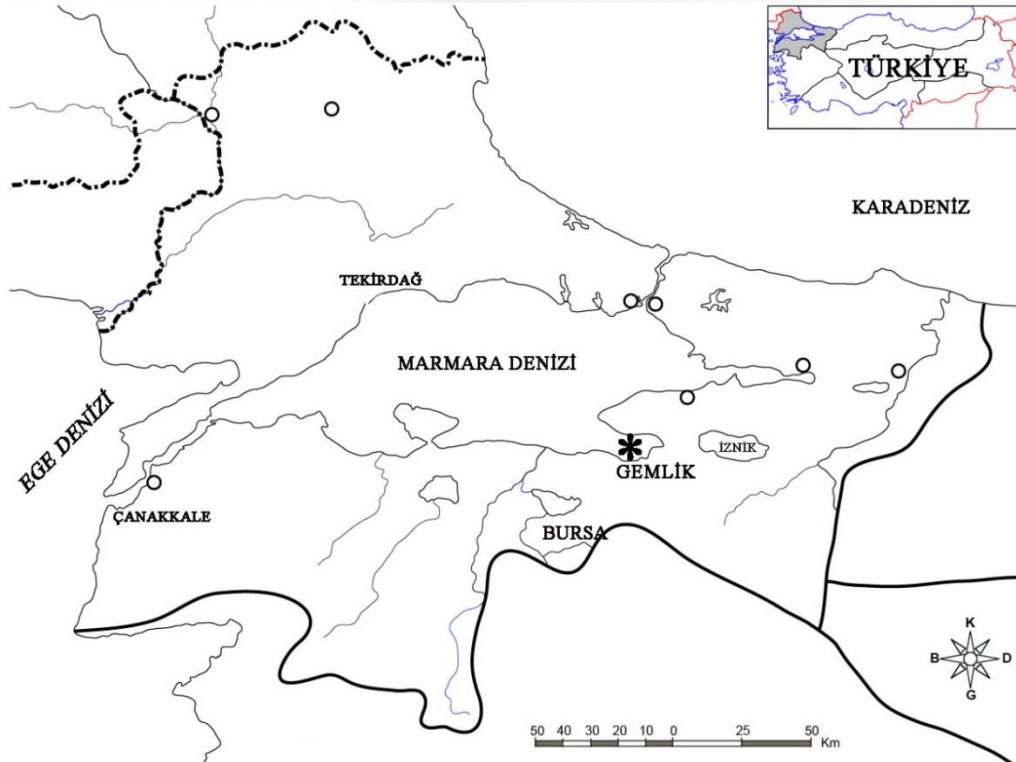 TÜRKİYE
KARADENİZ
TEKİRDAĞ
MARMARA DENİZİ
EGE DENİZİ
İZNİK
GEMLİK
ÇANAKKALE
BURSA
K
B D
G
50 40 30 20 10 0 25 50
Km